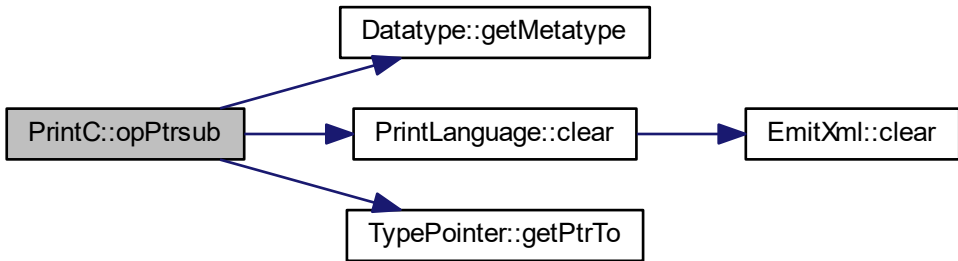 Datatype::getMetatype
PrintC::opPtrsub
PrintLanguage::clear
EmitXml::clear
TypePointer::getPtrTo